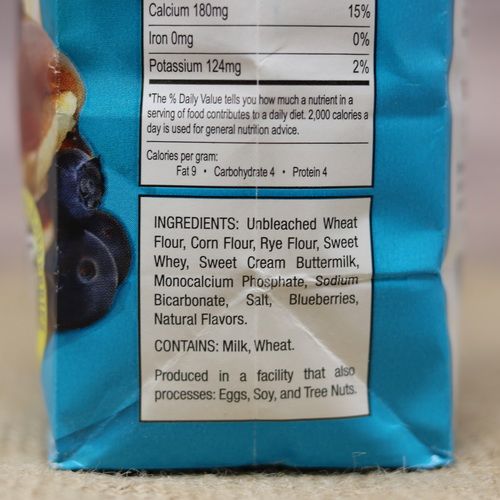 Calcium 180mg 15%
Iron 0mg 0%
Potassium 124mg 2%
*The % Daily Value tells you how much a nutrient in a
serving of food contributes to a daily diet. 2,000 calories a
day is used for general nutrition advice.
Calories per gram:
Fat 9 • Carbohydrate 4 • Protein 4
INGREDIENTS: Unbleached Wheat
Flour, Corn Flour, Rye Flour, Sweet
Whey, Sweet Cream Buttermilk,
Monocalcium Phosphate, Sodium
Bicarbonate, Salt, Blueberries,
Natural Flavors.
CONTAINS: Milk, Wheat.
Produced in a facility that also
processes: Eggs, Soy, and Tree Nuts.